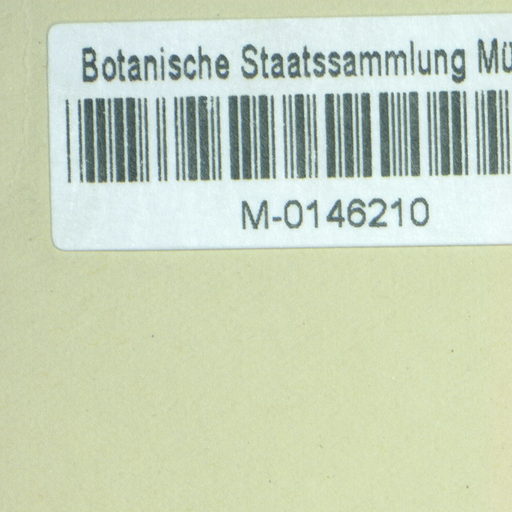 Botanische Staatssammlung Mü
M-0146210